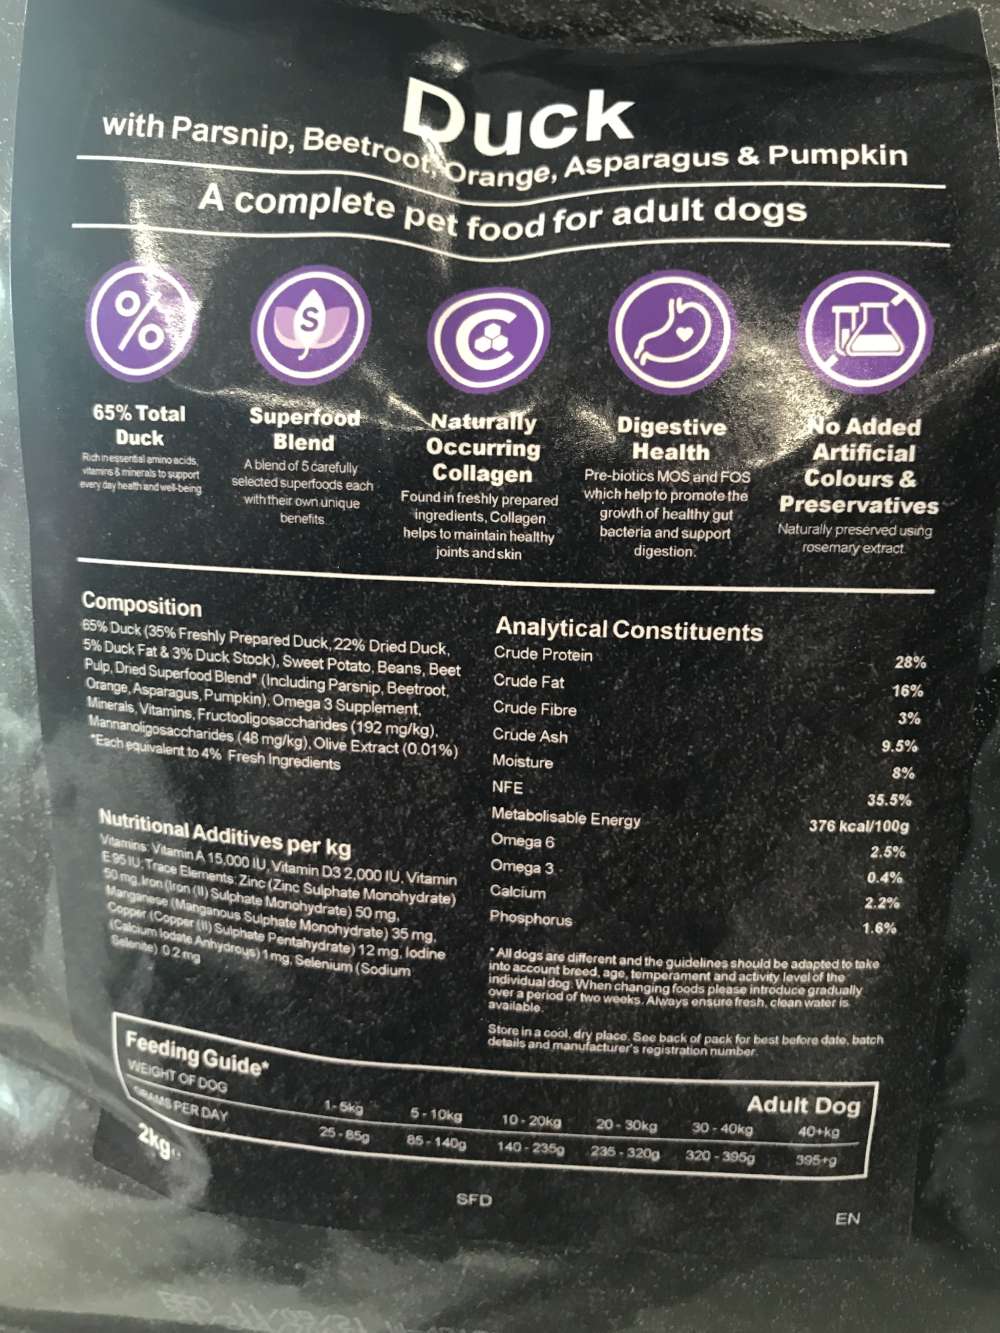 Duck
with Parsnip, Beetroot, Orange, Asparagus & Pumpkin
A complete pet food for adult dogs
%
65% Total
Duck
Rich in essential amino acids,
vitamins & minerals to support
every day health and well-being
S
Superfood
Blend
A blend of 5 carefully
selected superfoods each
with their own unique
benefits
C
Naturally
Occurring
Collagen
Found in freshly prepared
ingredients, Collagen
helps to maintain healthy
joints and skin
Digestive
Health
Pre-biotics MOS and FOS
which help to promote the
growth of healthy gut
bacteria and support
digestion.
No Added
Artificial
Colours &
Preservatives
Naturally preserved using
rosemary extract
Composition
65% Duck (35% Freshly Prepared Duck, 22% Dried Duck,
5% Duck Fat & 3% Duck Stock), Sweet Potato, Beans, Beet
Pulp, Dried Superfood Blend* (Including Parsnip, Beetroot,
Orange, Asparagus, Pumpkin), Omega 3 Supplement,
Minerals, Vitamins, Fructooligosaccharides (192 mg/kg),
Mannanoligosaccharides (48 mg/kg), Olive Extract (0.01%)
*Each equivalent to 4% Fresh Ingredients
Nutritional Additives per kg
Vitamins: Vitamin A 15,000 IU, Vitamin D3 2,000 IU, Vitamin
E 95 IU; Trace Elements: Zinc (Zinc Sulphate Monohydrate)
50 mg, Iron (Iron (II) Sulphate Monohydrate) 50 mg,
Manganese (Manganous Sulphate Monohydrate) 35 mg,
Copper (Copper (II) Sulphate Pentahydrate) 12 mg, Iodine
(Calcium Iodate Anhydrous) 1 mg, Selenium (Sodium
Selenite) 0.2 mg
Analytical Constituents
Crude Protein 28%
Crude Fat 16%
Crude Fibre 3%
Crude Ash 9.5%
Moisture 8%
NFE 35.5%
Metabolisable Energy 376 kcal/100g
Omega 6 2.5%
Omega 3 0.4%
Calcium 2.2%
Phosphorus 1.6%
*All dogs are different and the guidelines should be adapted to take
into account breed, age, temperament and activity level of the
individual dog. When changing foods please introduce gradually
over a period of two weeks. Always ensure fresh, clean water is
available.
Store in a cool, dry place. See back of pack for best before date, batch
details and manufacturer's registration number.
Feeding Guide* Adult Dog
WEIGHT OF DOG 1-5kg 5-10kg 10-20kg 20-30kg 30-40kg 40+kg
GRAMS PER DAY 25-85g 85-140g 140-235g 235-320g 320-395g 395+g
2kg
SFD
EN